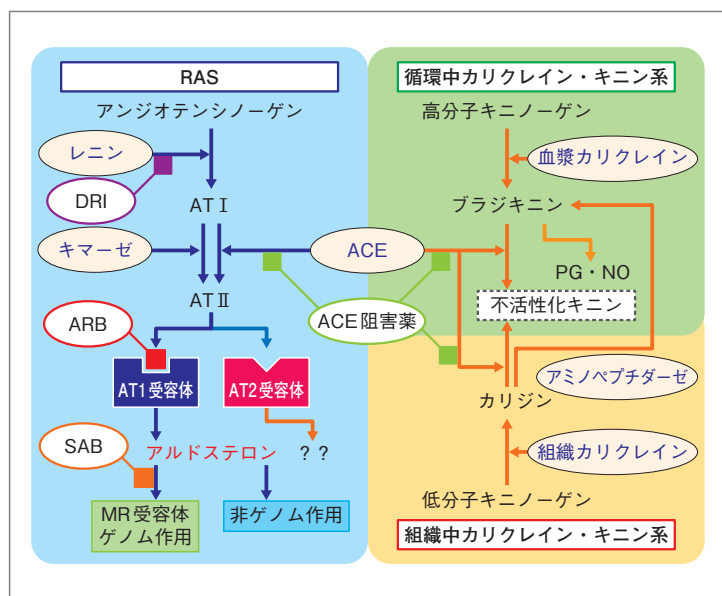 RAS
アンジオテンシノーゲン
レニン
DRI
ATⅠ
キマーゼ
ACE
ATⅡ
ACE阻害薬
ARB
AT1受容体
AT2受容体
SAB
アルドステロン
? ?
MR受容体
ゲノム作用
非ゲノム作用
循環中カリクレイン・キニン系
高分子キニノーゲン
血漿カリクレイン
ブラジキニン
PG・NO
不活性化キニン
アミノペプチダーゼ
カリジン
組織カリクレイン
低分子キニノーゲン
組織中カリクレイン・キニン系